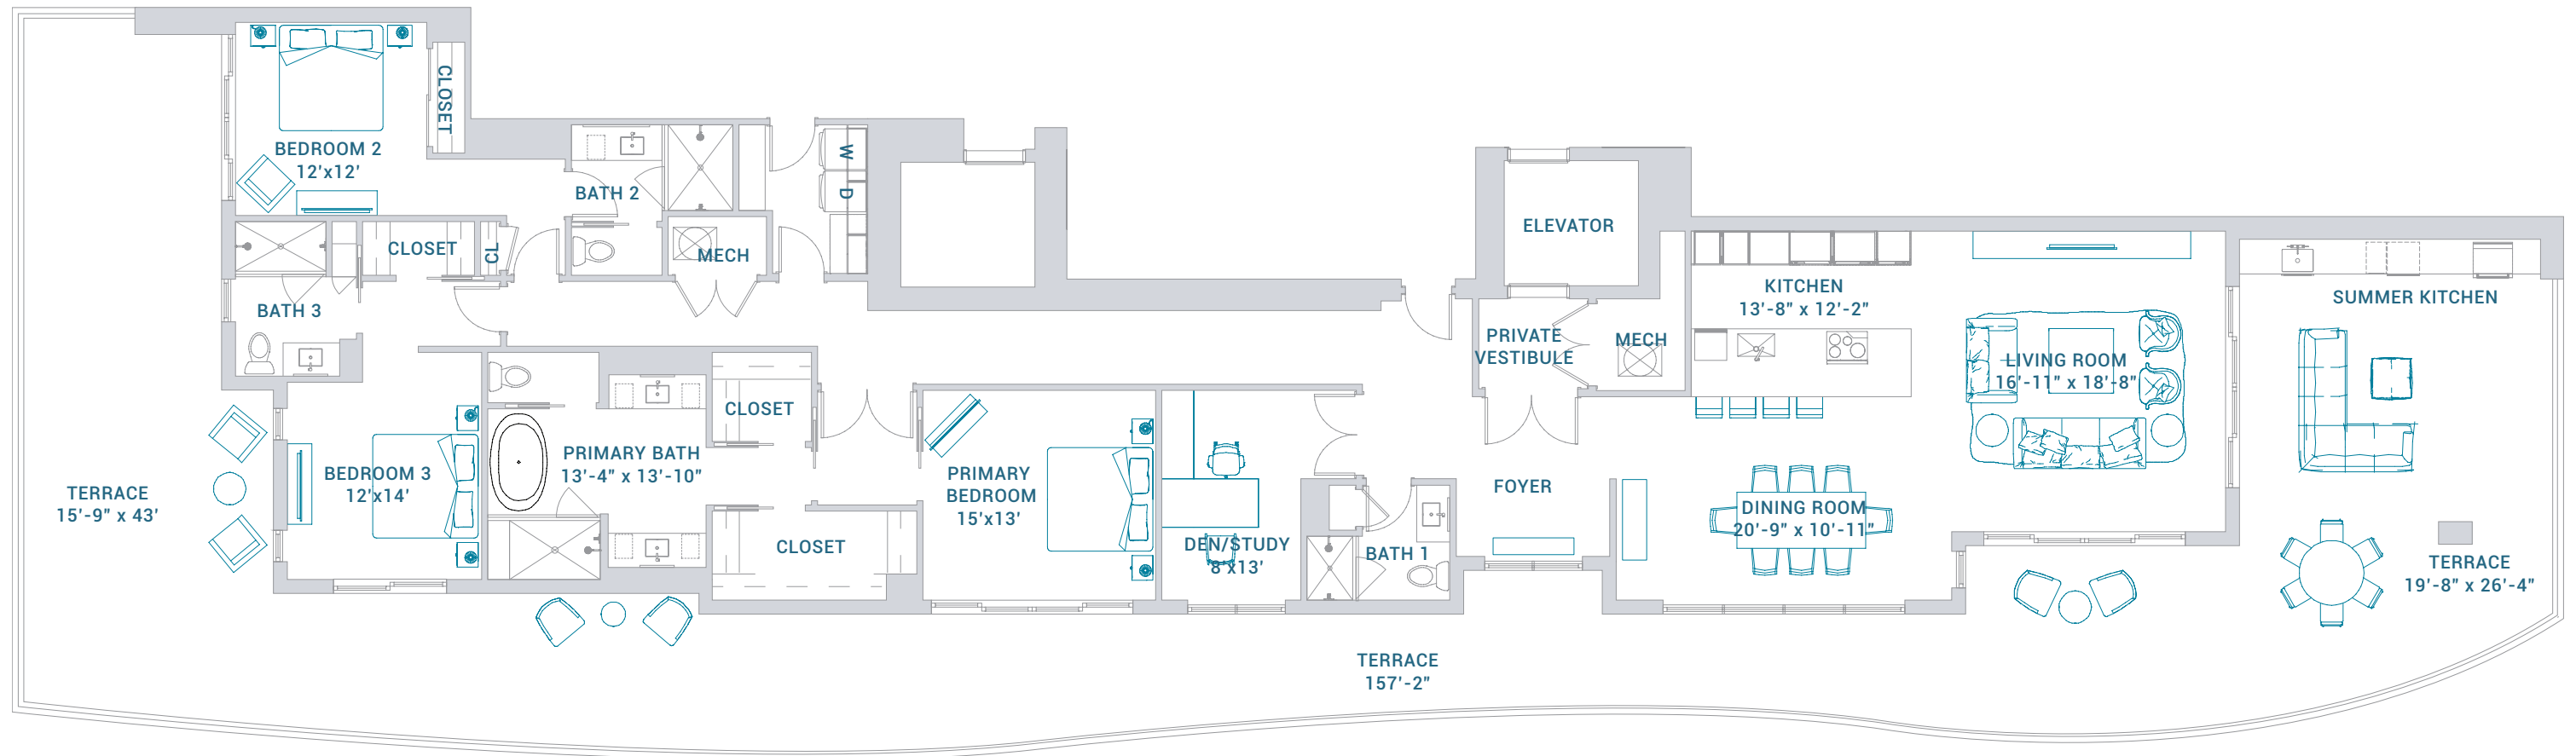 CLOSET
BEDROOM 2
12'x12'
BATH 2
W
D
CLOSET
CL
MECH
BATH 3
ELEVATOR
KITCHEN
13'-8" x 12'-2"
SUMMER KITCHEN
PRIVATE
VESTIBULE
MECH
LIVING ROOM
16'-11" x 18'-8"
CLOSET
PRIMARY BATH
13'-4" x 13'-10"
BEDROOM 3
12'x14'
PRIMARY
BEDROOM
15'x13'
TERRACE
15'-9" x 43'
FOYER
DINING ROOM
20'-9" x 10'-11"
CLOSET
DEN/STUDY
8'x13'
BATH 1
TERRACE
19'-8" x 26'-4"
TERRACE
157'-2"